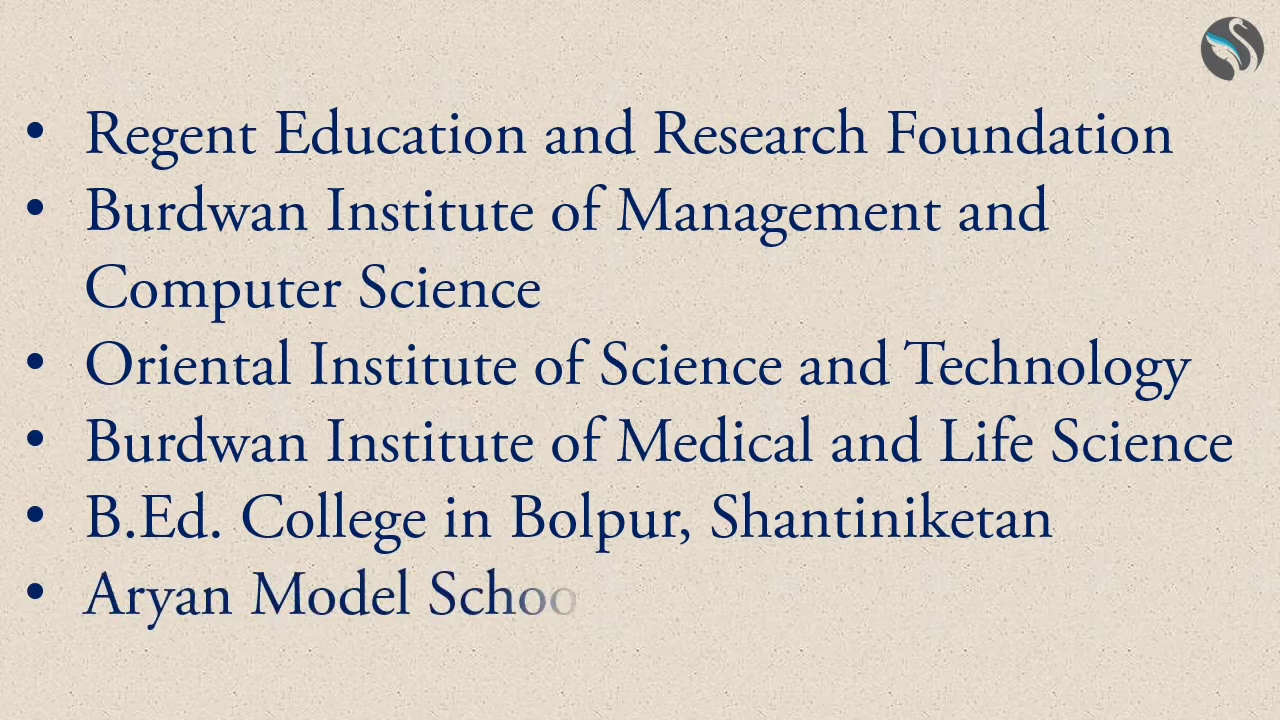 • Regent Education and Research Foundation
• Burdwan Institute of Management and
Computer Science
• Oriental Institute of Science and Technology
• Burdwan Institute of Medical and Life Science
• B.Ed. College in Bolpur, Shantiniketan
• Aryan Model Schoo